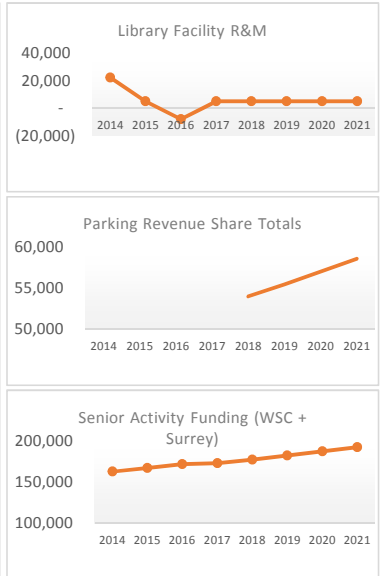 Library Facility R&M
40,000
20,000
-
(20,000)
2014 2015 2016 2017 2018 2019 2020 2021
Parking Revenue Share Totals
60,000
55,000
50,000
2014 2015 2016 2017 2018 2019 2020 2021
Senior Activity Funding (WSC +
Surrey)
200,000
150,000
100,000
2014 2015 2016 2017 2018 2019 2020 2021